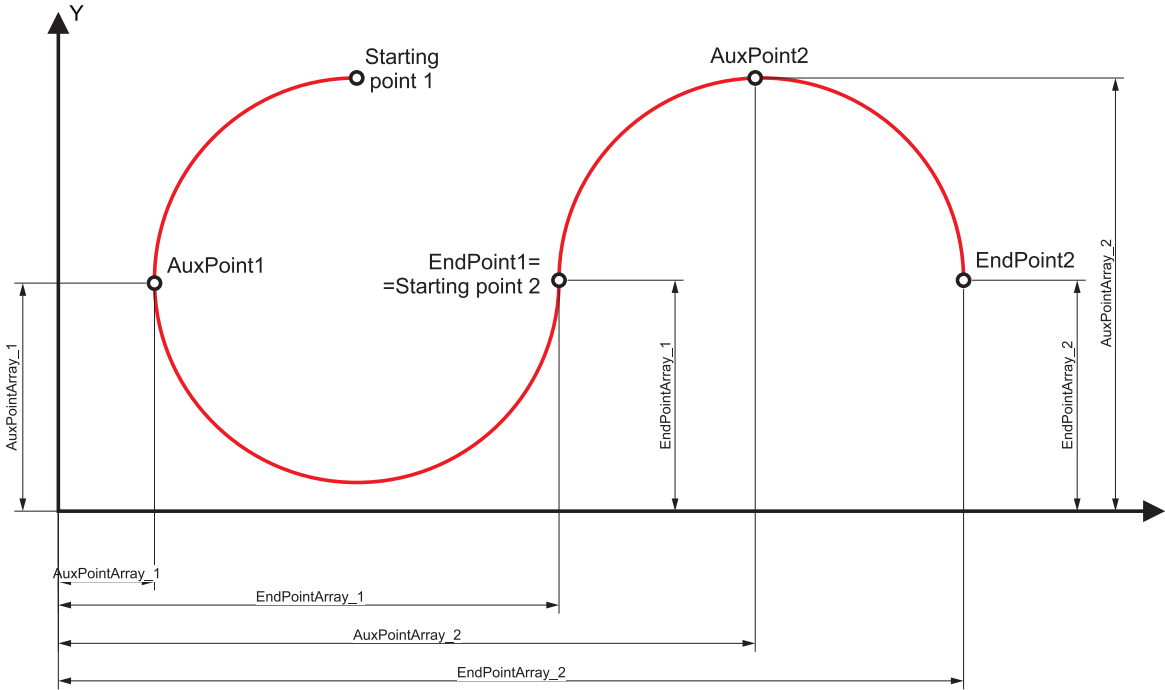 Y
Starting
point 1
AuxPoint2
AuxPoint1
EndPoint1=
=Starting point 2
EndPoint2
AuxPointArray_1
EndPointArray_1
EndPointArray_2
AuxPointArray_2
AuxPointArray_1
EndPointArray_1
AuxPointArray_2
EndPointArray_2